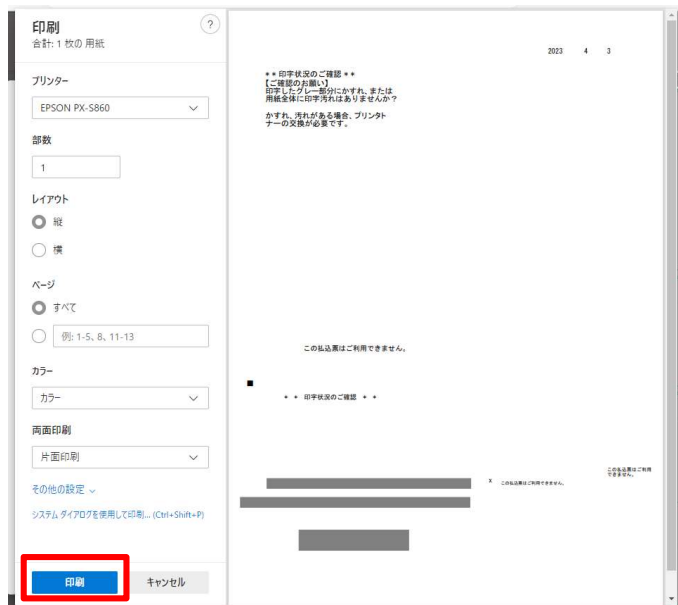 印刷
?
合計: 1 枚の 用紙
プリンター
EPSON PX-S860
部数
1
レイアウト
縦
横
ページ
すべて
例: 1-5、8、11-13
カラー
カラー
両面印刷
片面印刷
その他の設定
システム ダイアログを使用して印刷... (Ctrl+Shift+P)
印刷
キャンセル
2023 4 3
** 印字状況のご確認 **
【ご確認のお願い】
印字したグレー部分にかすれ、または
用紙全体に印字汚れはありませんか？
かすれ、汚れがある場合、プリンタト
ナーの交換が必要です。
この払込票はご利用できません。
* * 印字状況のご確認 * *
この払込票はご利用
できません。
X この払込票はご利用できません。